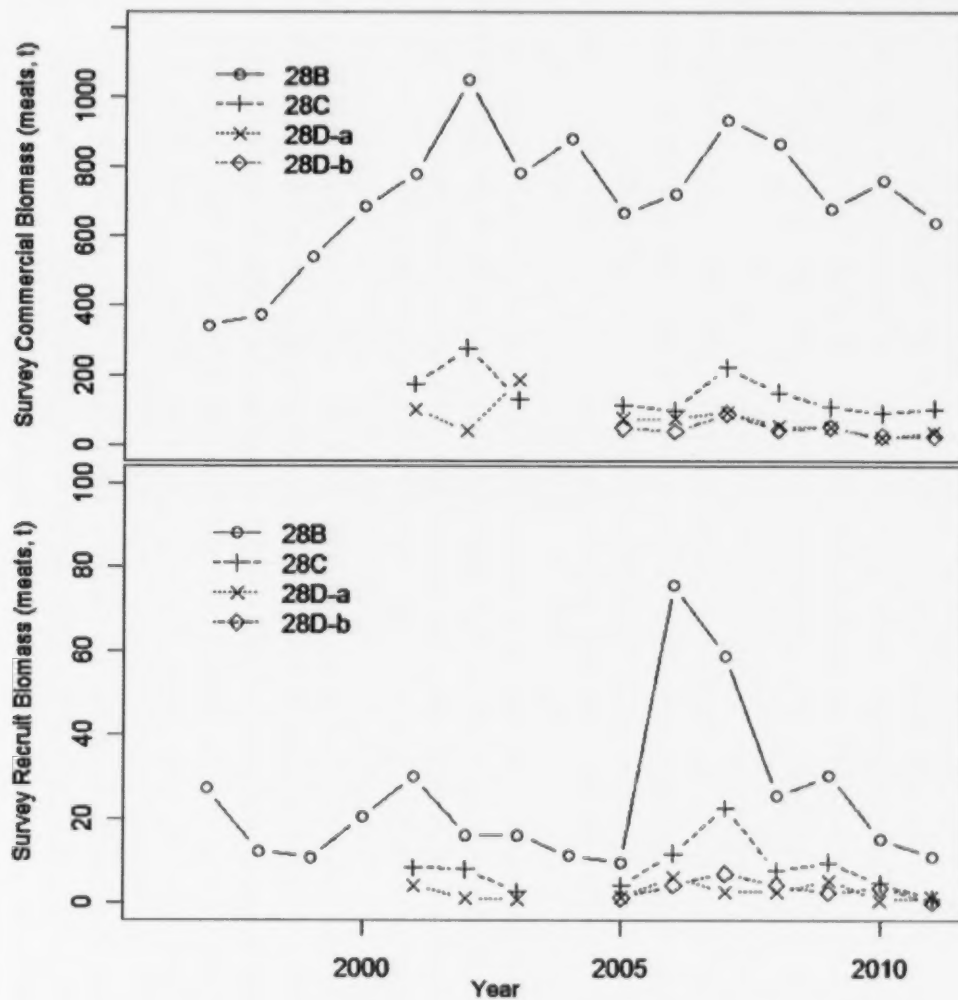 Survey Commercial Biomass (meats, t)
1000
800
600
400
200
0
28B
28C
28D-a
28D-b
Survey Recruit Biomass (meats, t)
100
80
60
40
20
0
28B
28C
28D-a
28D-b
2000
2005
2010
Year